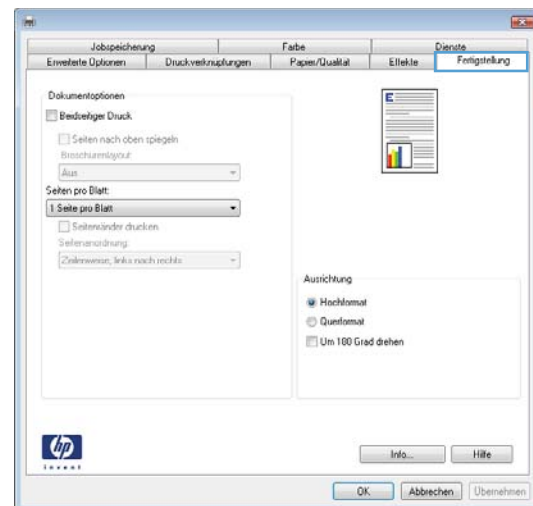 Jobspeicherung Farbe Dienste
Erweiterte Optionen Druckverknüpfungen Papier/Qualität Effekte Fertigstellung
Dokumentoptionen
Beidseitiger Druck
Seiten nach oben spiegeln
Broschürenlayout:
Aus
Seiten pro Blatt:
1 Seite pro Blatt
Seitenränder drucken
Seitenanordnung:
Zeilenweise, links nach rechts
E
Ausrichtung
Hochformat
Querformat
Um 180 Grad drehen
hp
invent
Info... Hilfe
OK Abbrechen Übernehmen